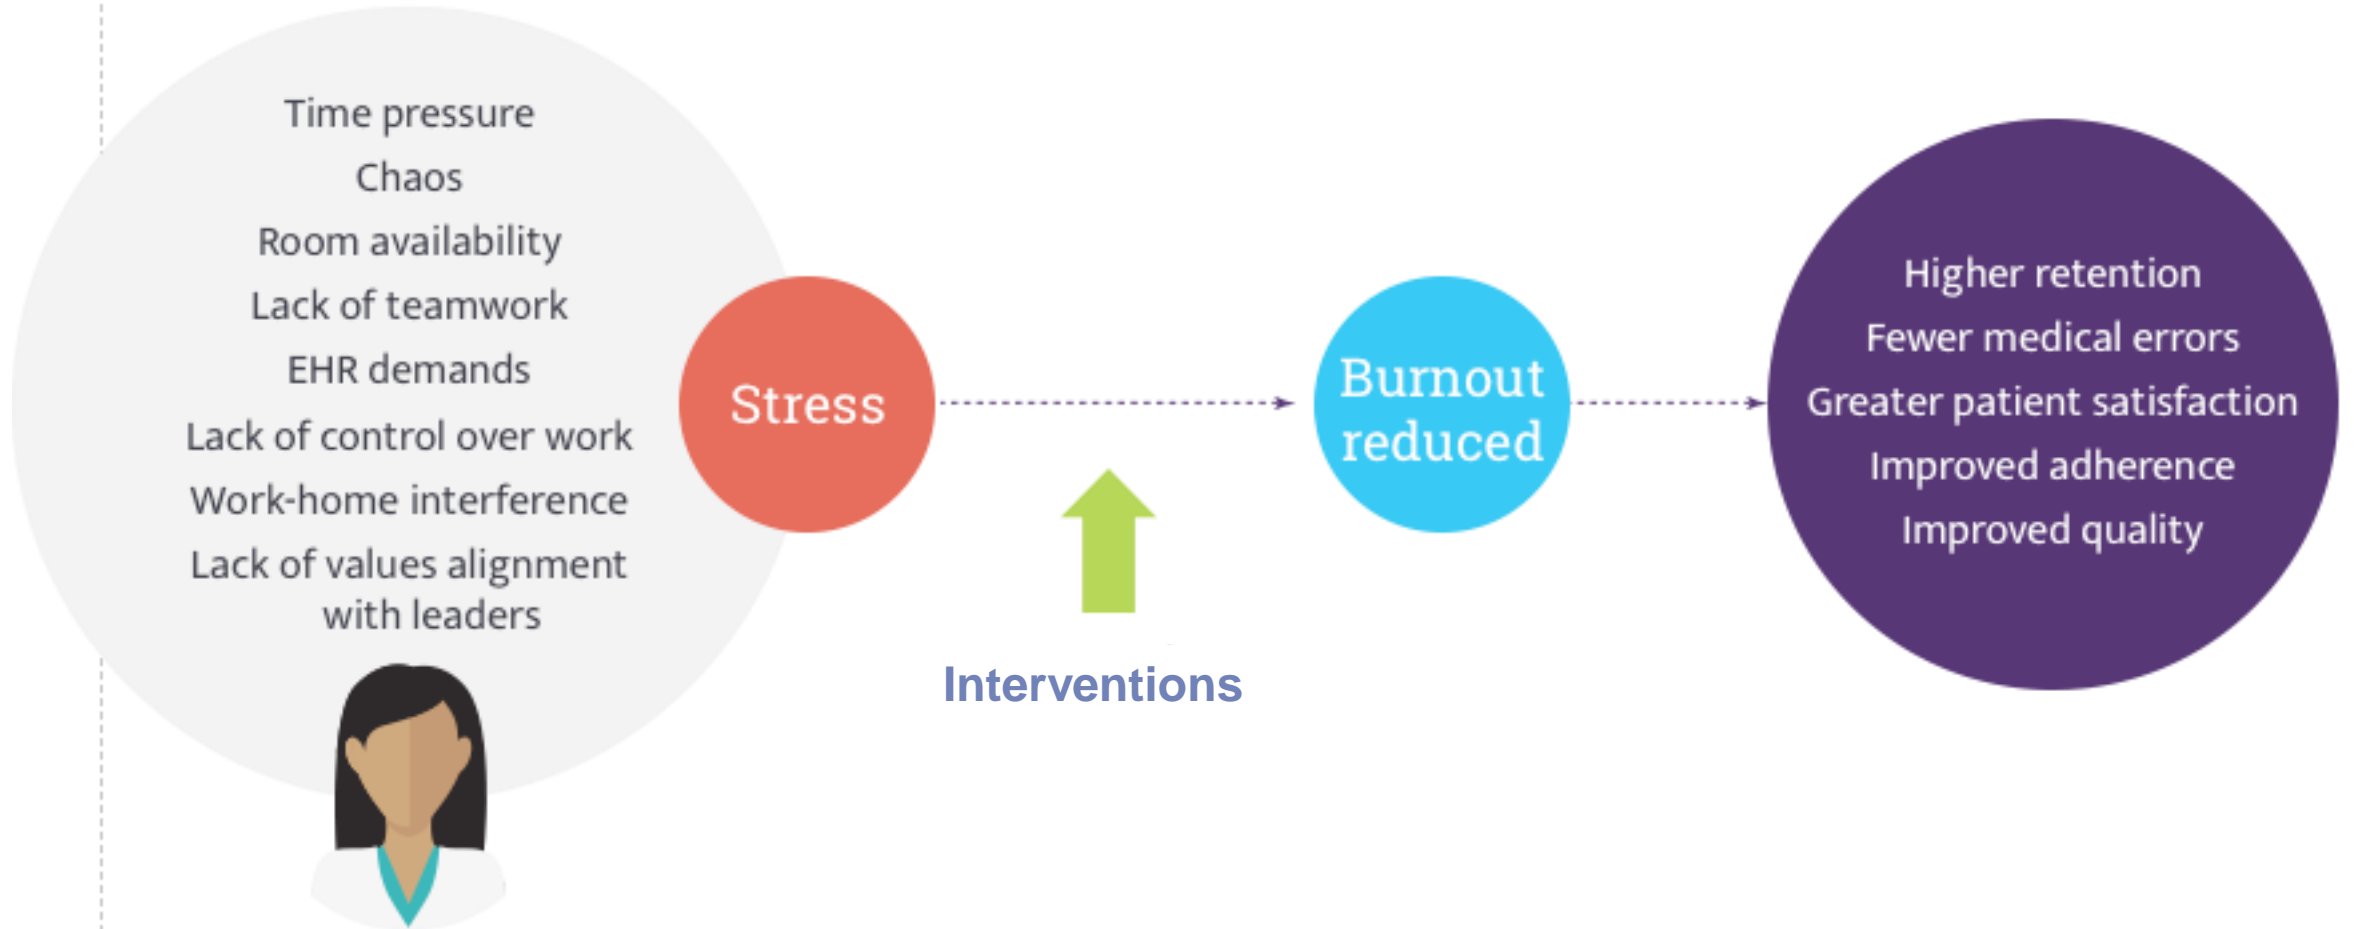 Time pressure
Chaos
Room availability
Lack of teamwork
EHR demands
Lack of control over work
Work-home interference
Lack of values alignment
with leaders
Stress
Interventions
Burnout
reduced
Higher retention
Fewer medical errors
Greater patient satisfaction
Improved adherence
Improved quality